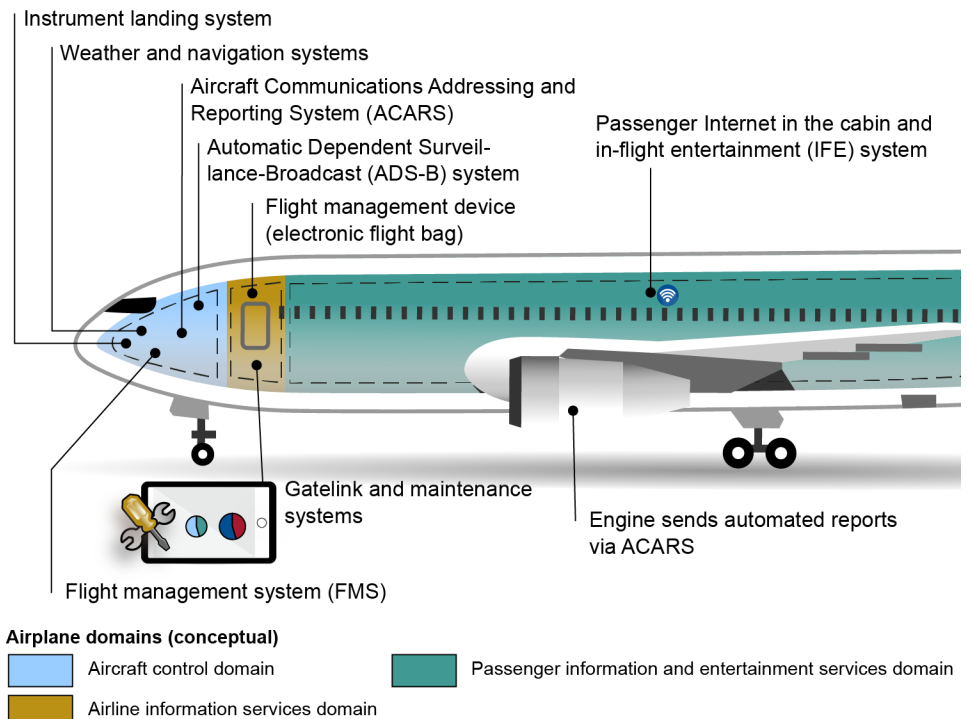 Instrument landing system
Weather and navigation systems
Aircraft Communications Addressing and
Reporting System (ACARS)
Automatic Dependent Surveil-
lance-Broadcast (ADS-B) system
Flight management device
(electronic flight bag)
Passenger Internet in the cabin and
in-flight entertainment (IFE) system
Gatelink and maintenance
systems
Engine sends automated reports
via ACARS
Flight management system (FMS)
Airplane domains (conceptual)
Aircraft control domain
Passenger information and entertainment services domain
Airline information services domain